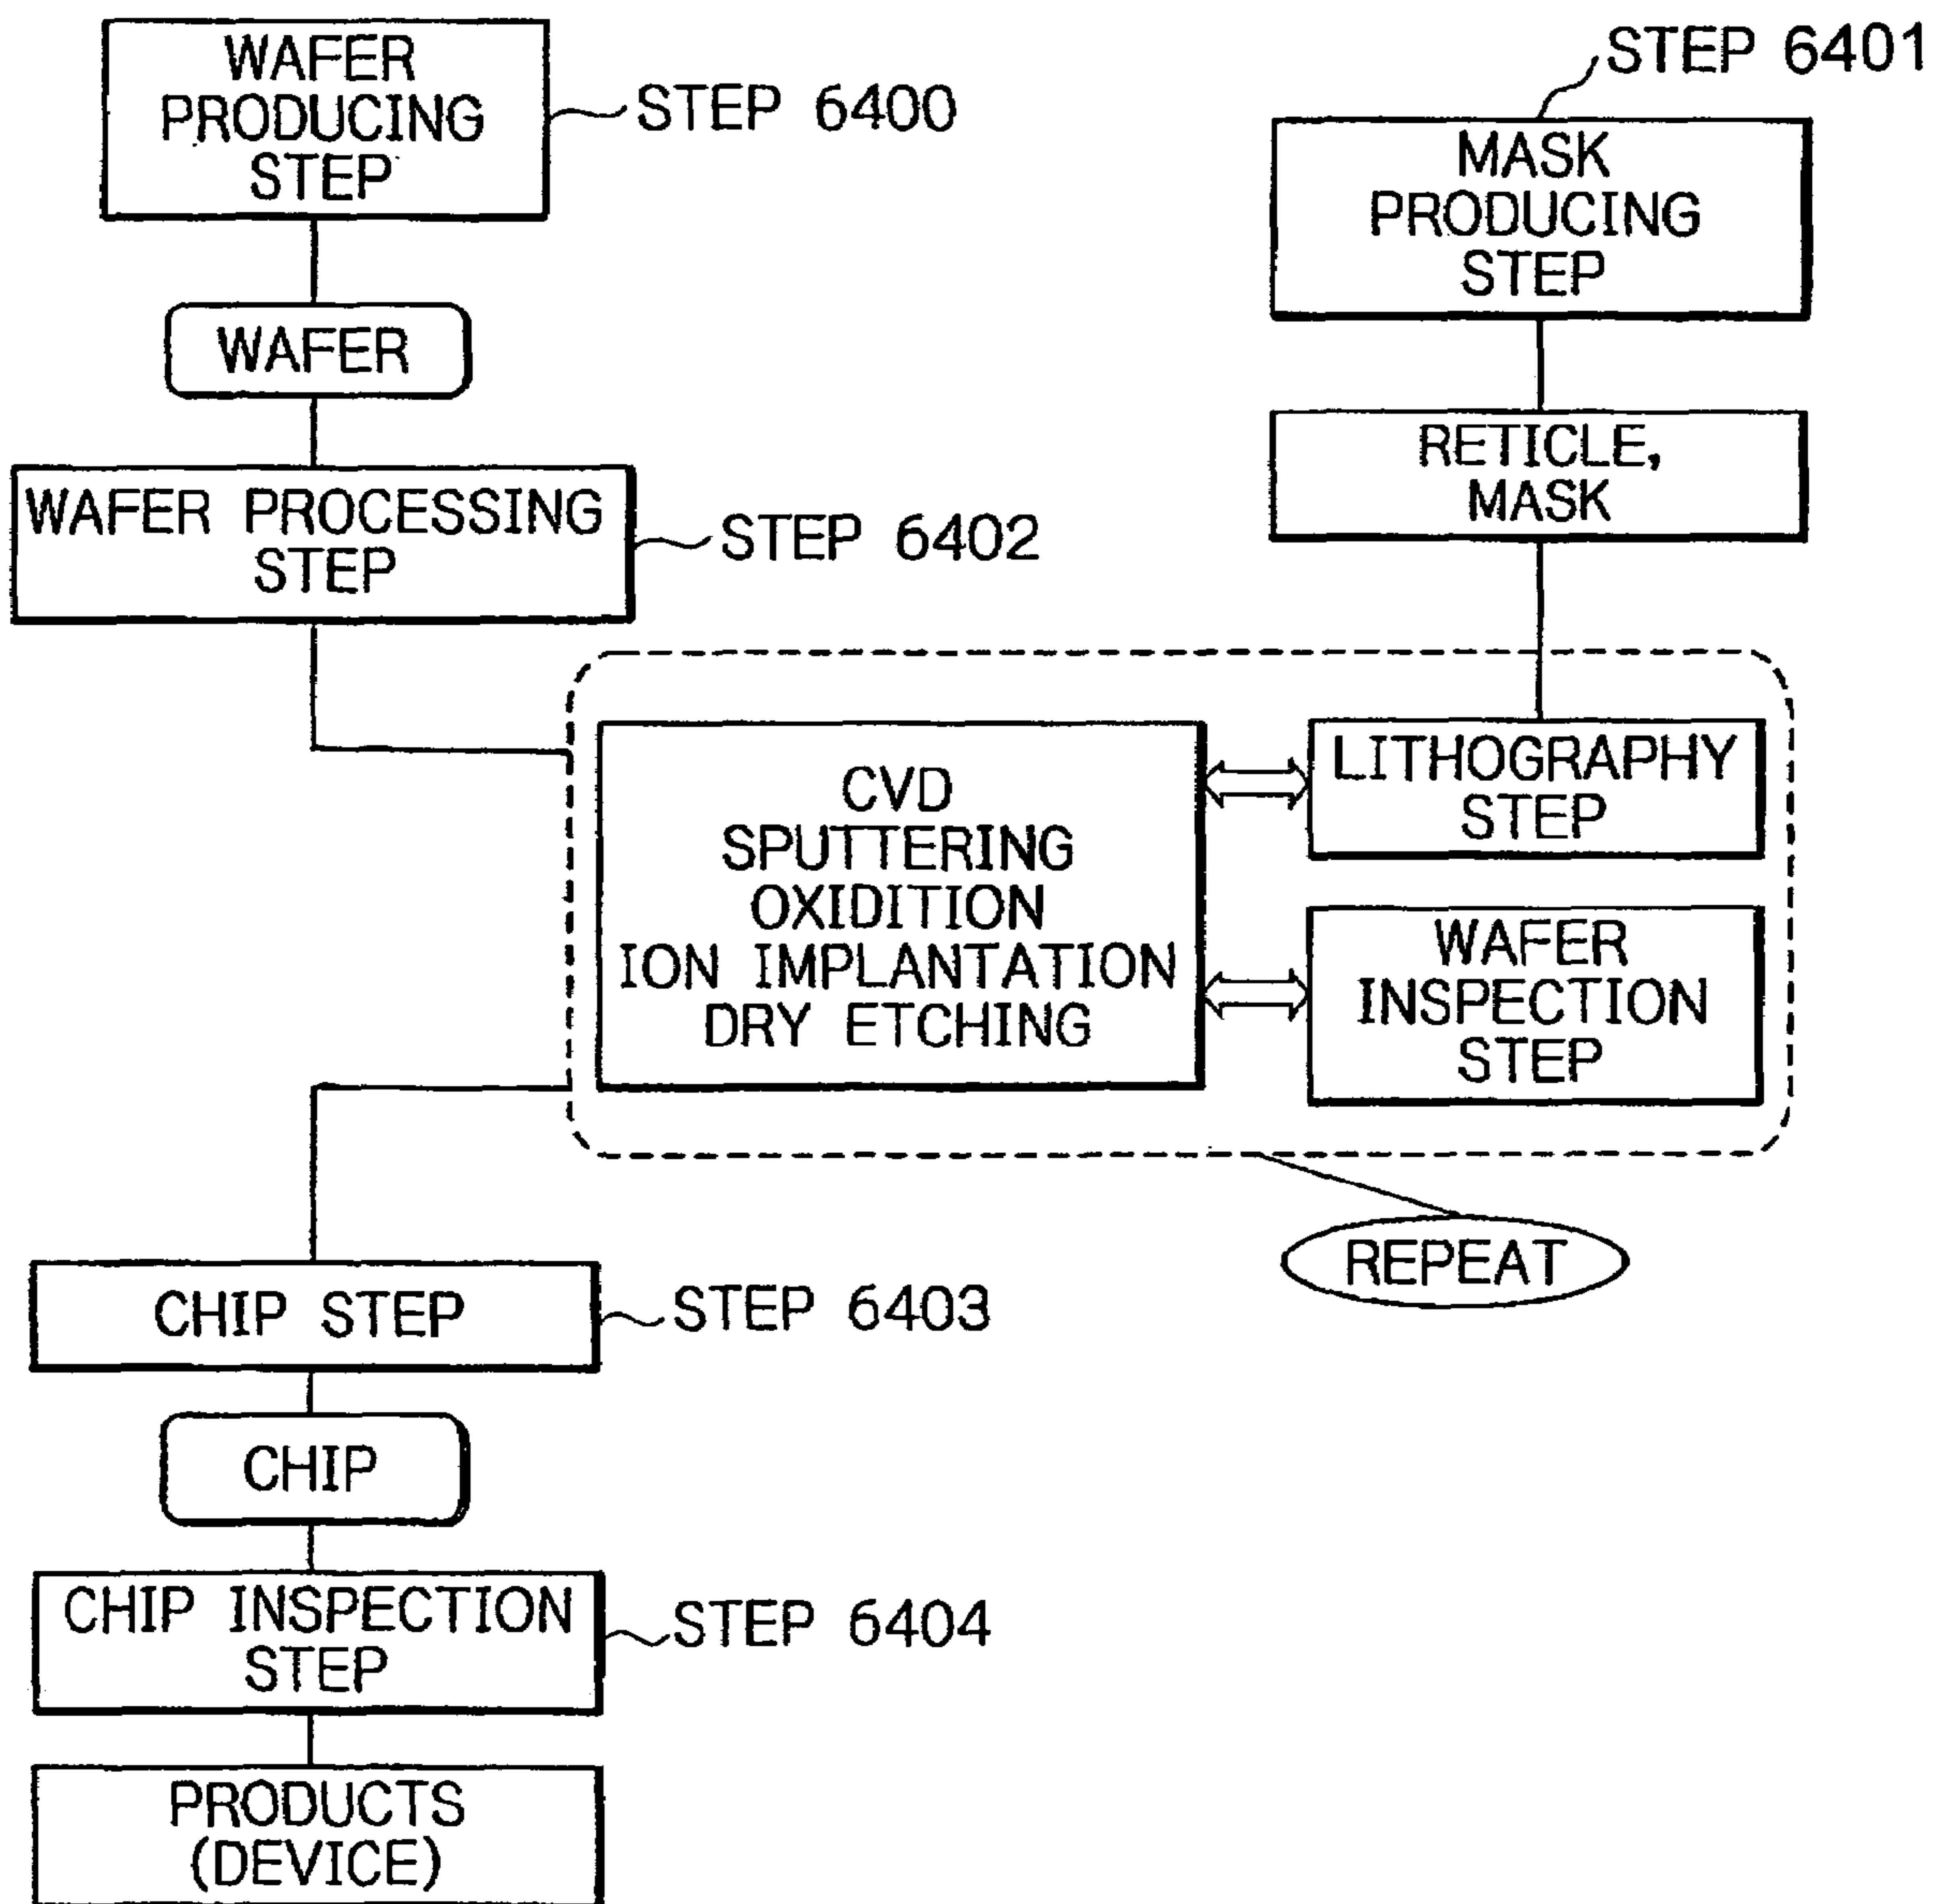 WAFER
PRODUCING
STEP
STEP 6400
STEP 6401
MASK
PRODUCING
STEP
WAFER
RETICLE,
MASK
WAFER PROCESSING
STEP
STEP 6402
CVD
SPUTTERING
OXIDITION
ION IMPLANTATION
DRY ETCHING
LITHOGRAPHY
STEP
WAFER
INSPECTION
STEP
REPEAT
CHIP STEP
STEP 6403
CHIP
CHIP INSPECTION
STEP
STEP 6404
PRODUCTS
(DEVICE)